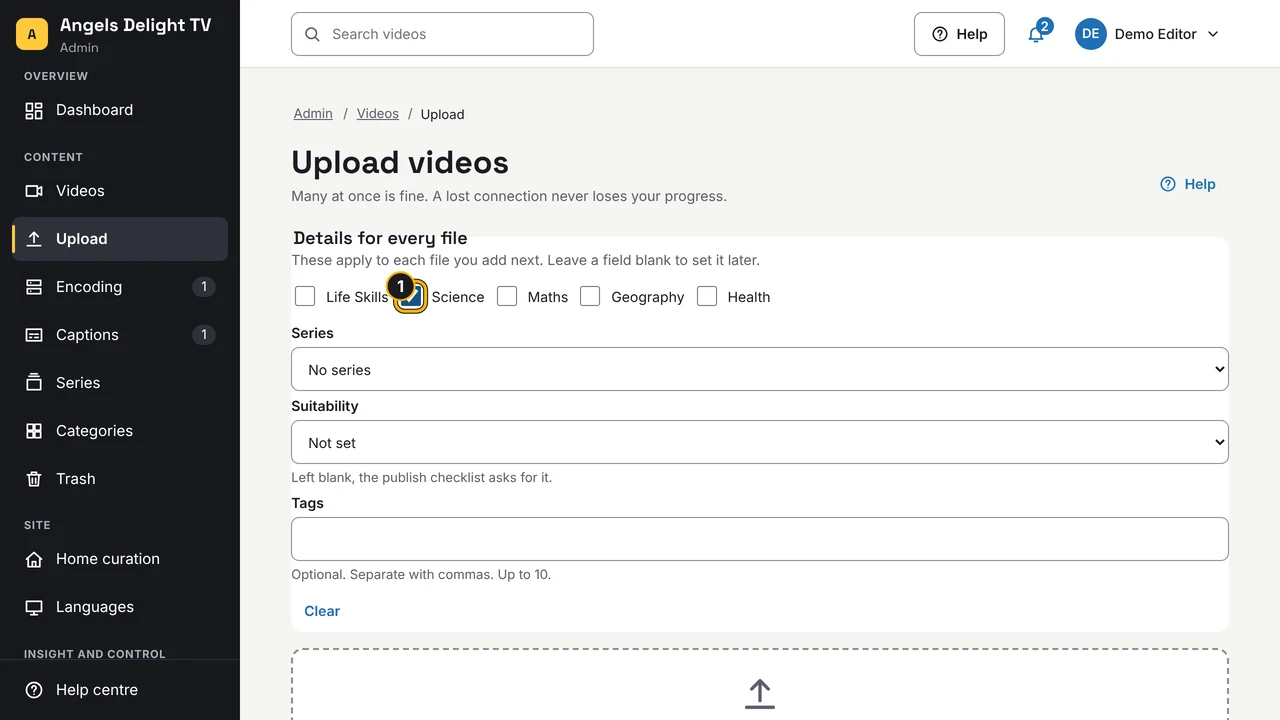 A
Angels Delight TV
Admin
OVERVIEW
Dashboard
CONTENT
Videos
Upload
Encoding 1
Captions 1
Series
Categories
Trash
SITE
Home curation
Languages
INSIGHT AND CONTROL
Help centre
Search videos
Help
2
DE Demo Editor
Admin / Videos / Upload
Upload videos
Many at once is fine. A lost connection never loses your progress.
Help
Details for every file
These apply to each file you add next. Leave a field blank to set it later.
Life Skills 1 Science Maths Geography Health
Series
No series
Suitability
Not set
Left blank, the publish checklist asks for it.
Tags
Optional. Separate with commas. Up to 10.
Clear